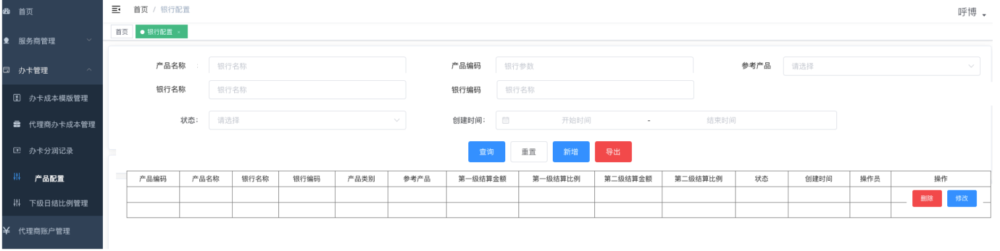 首页
服务商管理
办卡管理
办卡成本模版管理
代理商办卡成本管理
办卡分润记录
产品配置
下级日结比例管理
代理商账户管理
首页 / 银行配置
呼博
首页 银行配置 ×
产品名称 : 银行名称 产品编码 银行参数 参考产品 请选择
银行名称 银行名称 银行编码 银行名称
状态: 请选择 创建时间: 开始时间 - 结束时间
查询 重置 新增 导出
产品编码 产品名称 银行名称 银行编码 产品类别 参考产品 第一级结算金额 第一级结算比例 第二级结算金额 第二级结算比例 状态 创建时间 操作员 操作
删除 修改